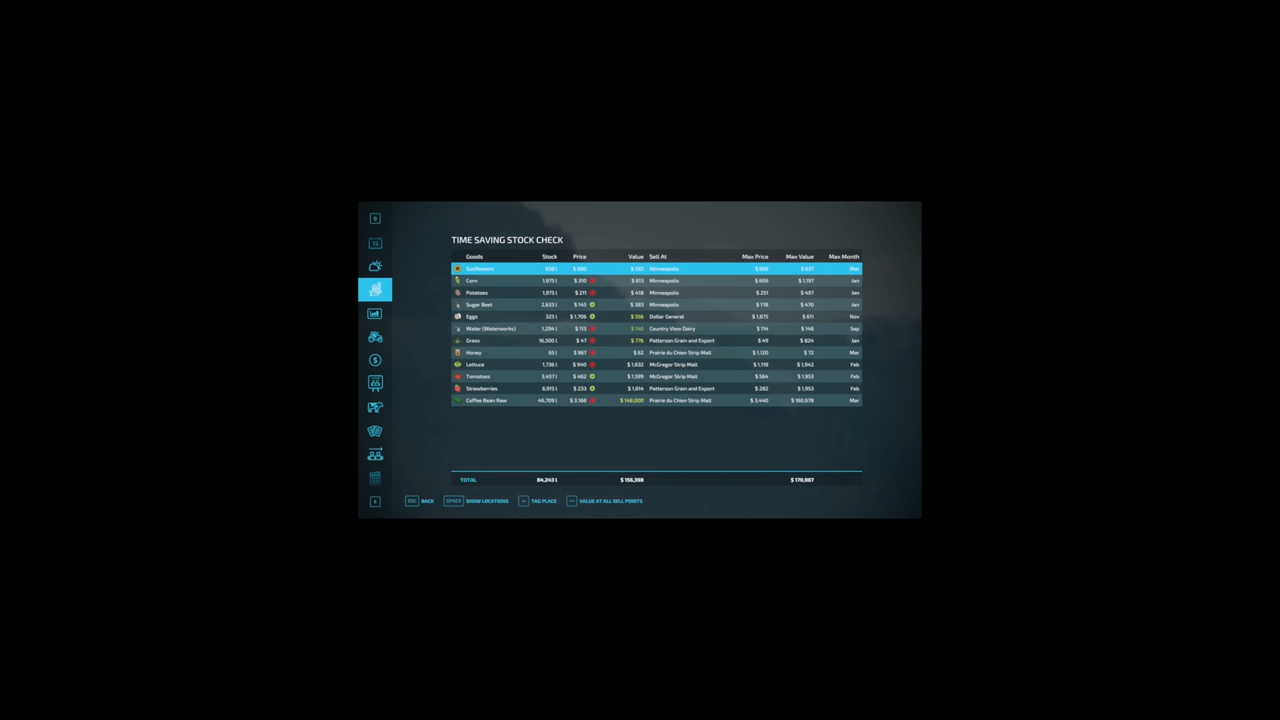 TIME SAVING STOCK CHECK
Goods Stock Price Value Sell At Max Price Max Value Max Month
Sunflowers 658 l $ 900 $ 592 Minneapolis $ 969 $ 637 Mar
Corn 1,975 l $ 310 $ 613 Minneapolis $ 606 $ 1,197 Jan
Potatoes 1,975 l $ 211 $ 418 Minneapolis $ 251 $ 497 Jan
Sugar Beet 2,633 l $ 145 $ 383 Minneapolis $ 178 $ 470 Jan
Eggs 325 l $ 1,706 $ 556 Dollar General $ 1,875 $ 611 Nov
Water (Waterworks) 1,294 l $ 113 $ 146 Country View Dairy $ 114 $ 148 Sep
Grass 16,500 l $ 47 $ 776 Patterson Grain and Export $ 49 $ 824 Jan
Honey 65 l $ 967 $ 62 Prairie du Chien Strip Mall $ 1,120 $ 72 Mar
Lettuce 1,736 l $ 940 $ 1,632 McGregor Strip Mall $ 1,118 $ 1,942 Feb
Tomatoes 3,457 l $ 462 $ 1,599 McGregor Strip Mall $ 564 $ 1,953 Feb
Strawberries 6,915 l $ 233 $ 1,614 Patterson Grain and Export $ 282 $ 1,953 Feb
Coffee Bean Raw 46,709 l $ 3,168 $ 148,000 Prairie du Chien Strip Mall $ 3,440 $ 160,678 Mar
TOTAL 84,243 l $ 156,398 $ 170,987
ESC BACK SPACE SHOW LOCATIONS TAG PLACE VALUE AT ALL SELL POINTS